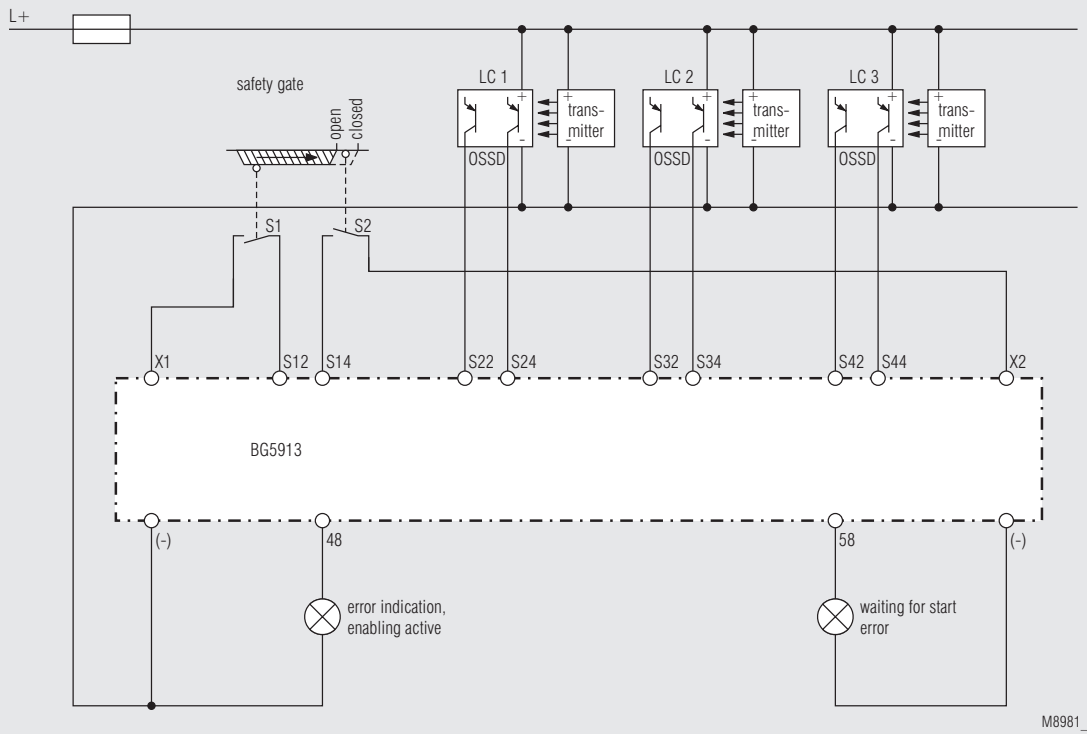 L+
safety gate
open
closed
LC 1
LC 2
LC 3
+
+
trans-
mitter
-
-
OSSD
+
+
trans-
mitter
-
-
OSSD
+
+
trans-
mitter
-
-
OSSD
S1
S2
X1
S12
S14
S22
S24
S32
S34
S42
S44
X2
BG5913
(-)
48
58
(-)
error indication,
enabling active
waiting for start
error
M8981_